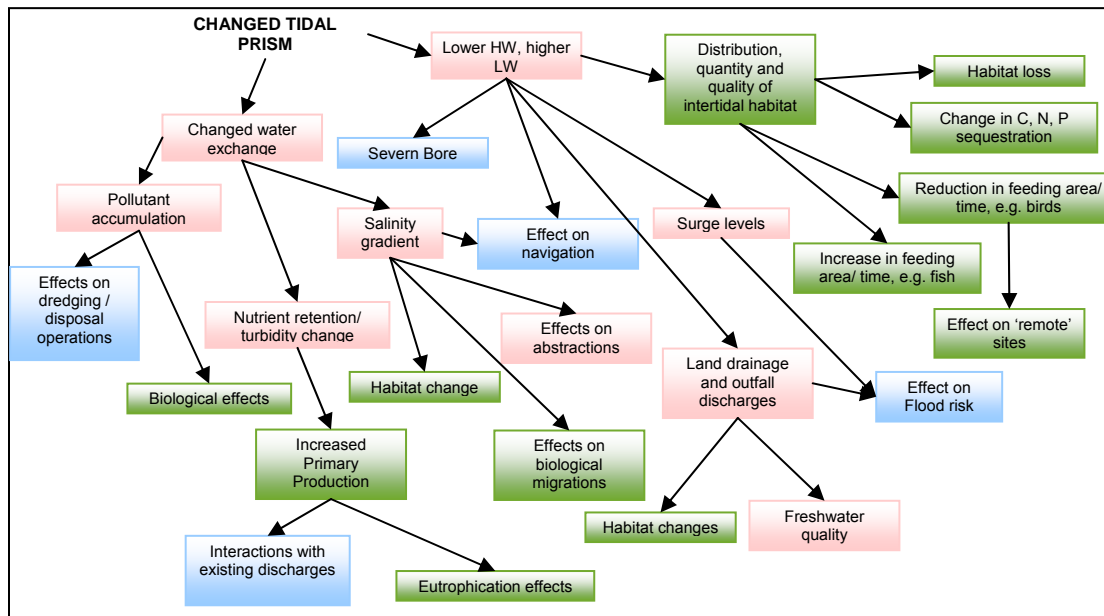 CHANGED TIDAL
PRISM
Lower HW, higher
LW
Distribution,
quantity and
quality of
intertidal habitat
Habitat loss
Change in C, N, P
sequestration
Changed water
exchange
Severn Bore
Pollutant
accumulation
Salinity
gradient
Effect on
navigation
Surge levels
Reduction in feeding area/
time, e.g. birds
Increase in feeding
area/ time, e.g. fish
Effects on
dredging /
disposal
operations
Nutrient retention/
turbidity change
Effects on
abstractions
Effect on ‘remote’
sites
Biological effects
Habitat change
Land drainage
and outfall
discharges
Effect on
Flood risk
Increased
Primary
Production
Effects on
biological
migrations
Habitat changes
Freshwater
quality
Interactions with
existing discharges
Eutrophication effects